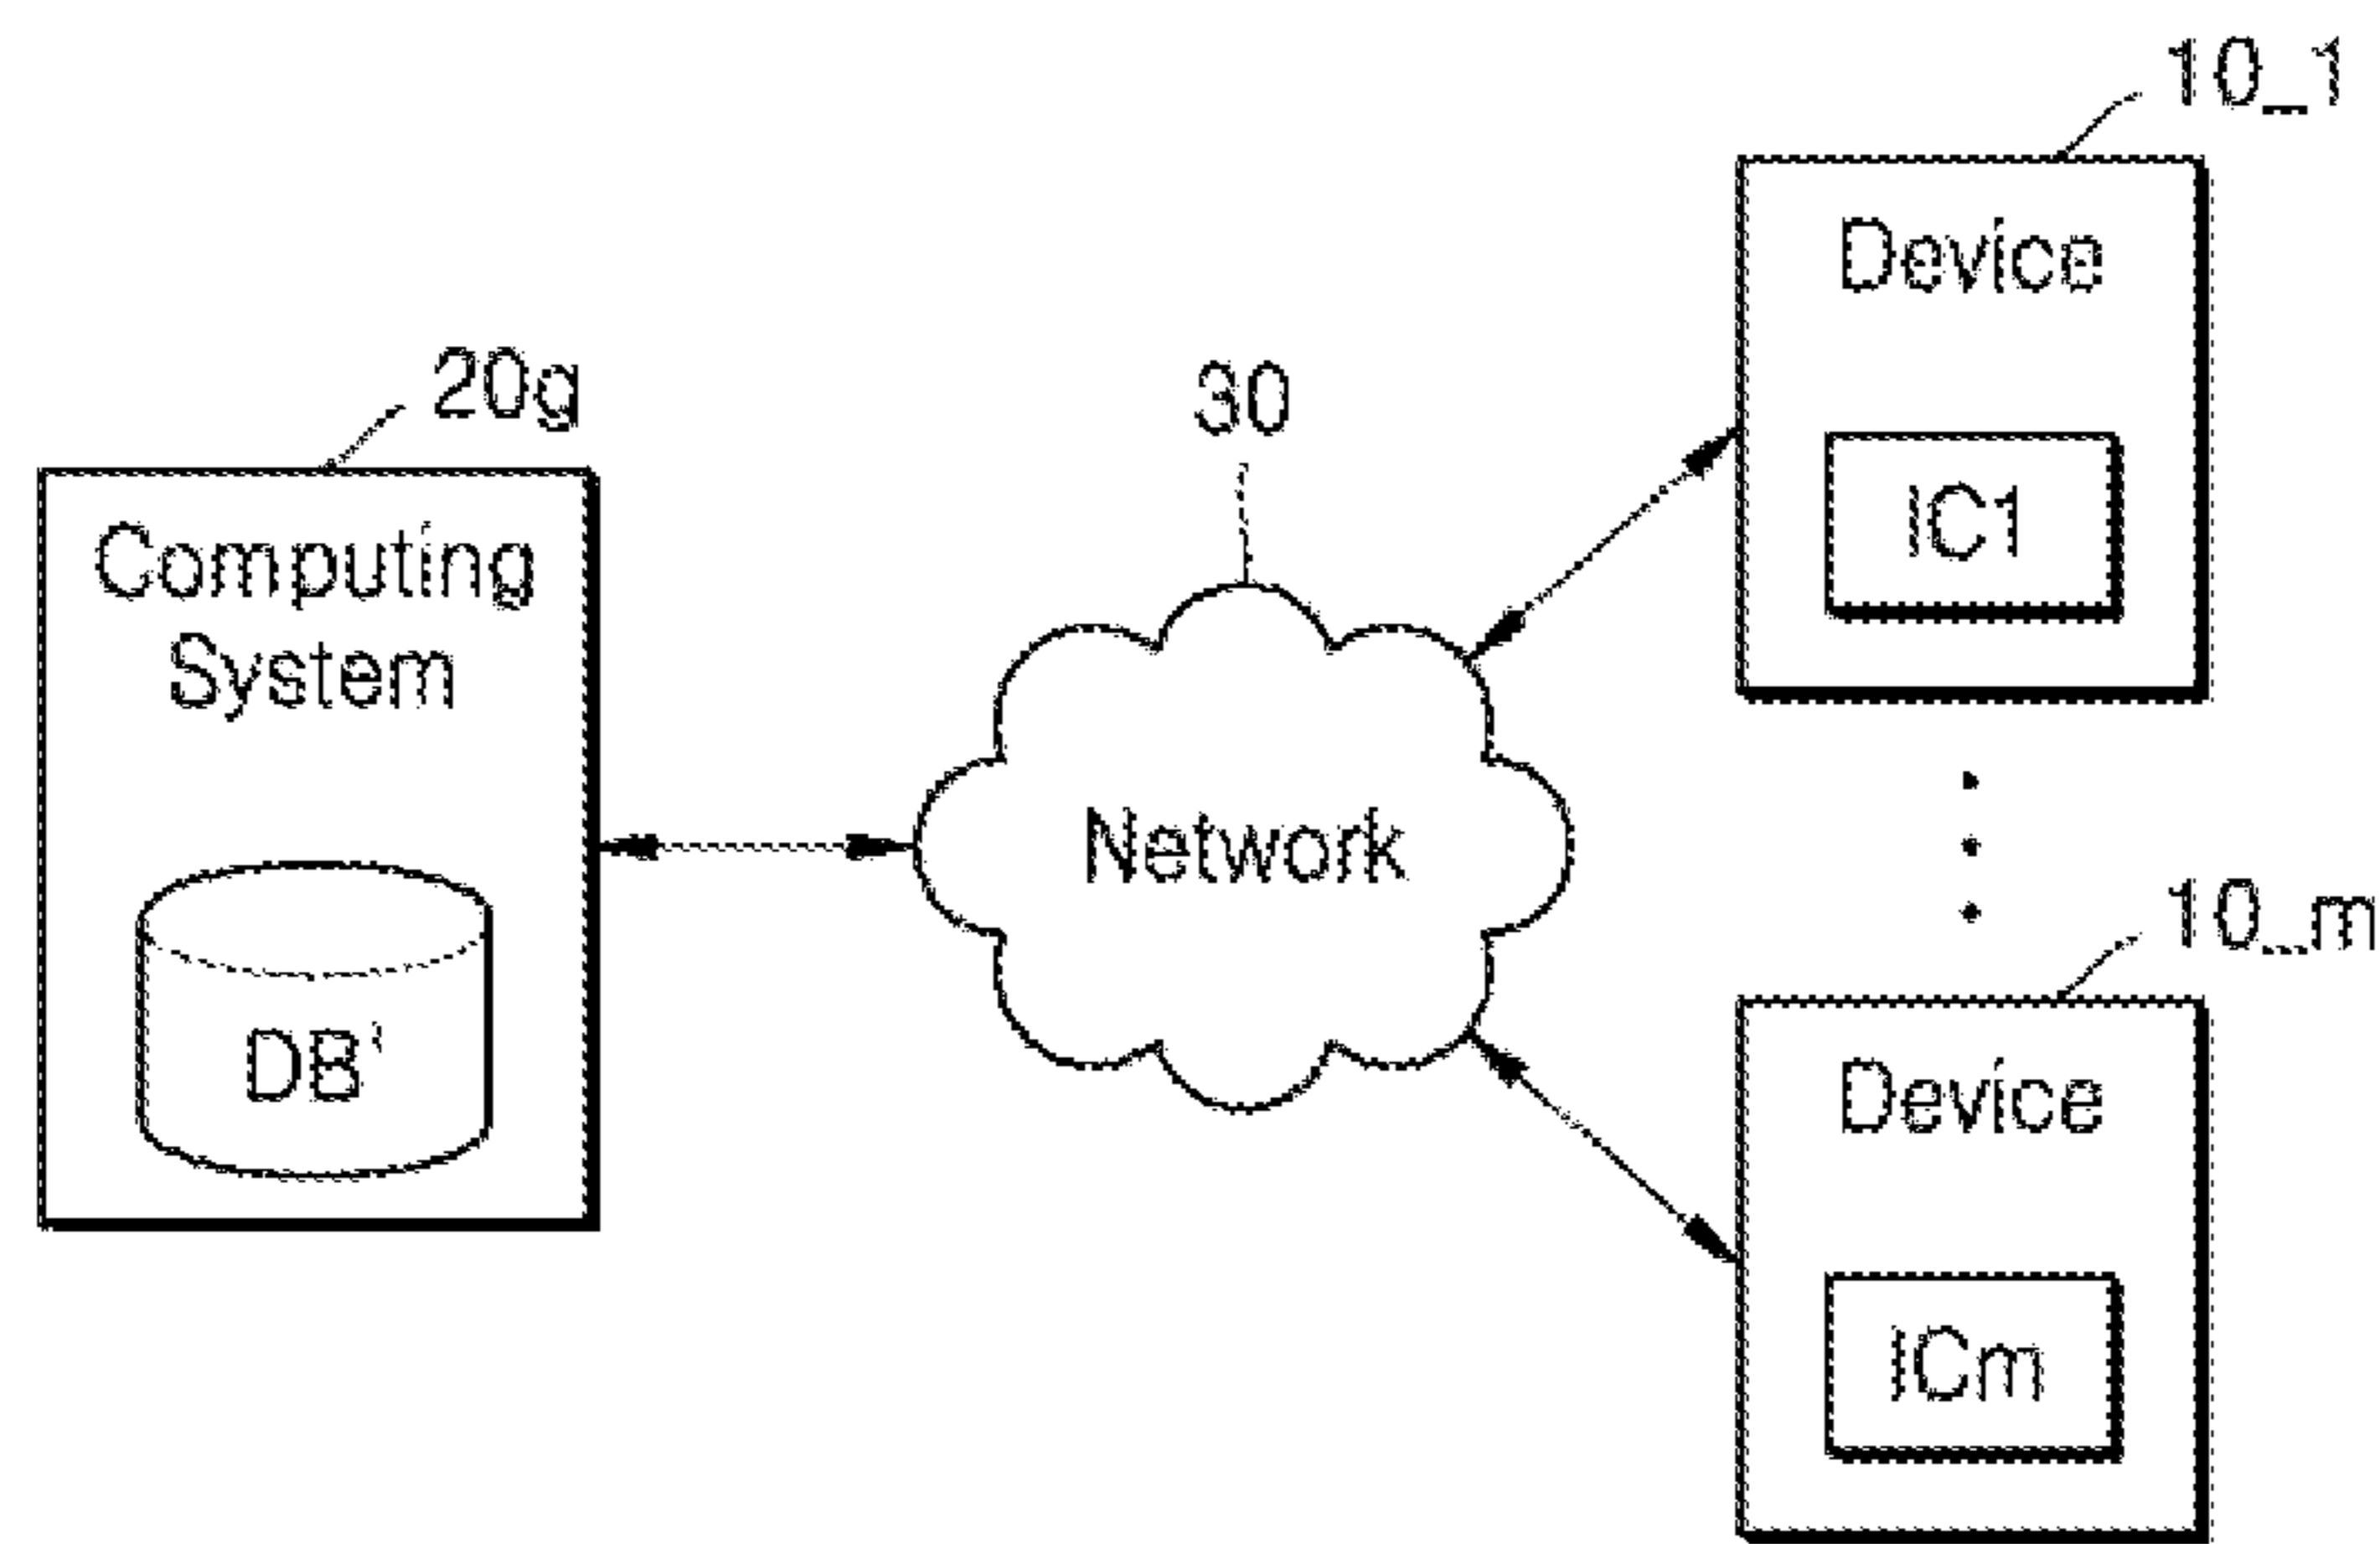 10_1
Device
IC1
20g
Computing
System
DB'
30
Network
10_m
Device
ICm